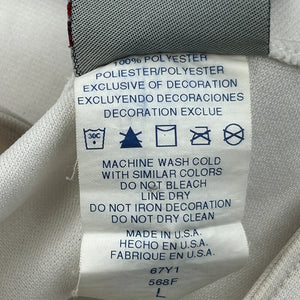 100% POLYESTER
POLIESTER/POLYESTER
EXCLUSIVE OF DECORATION
EXCLUYENDO DECORACIONES
DECORATION EXCLUE
30C
MACHINE WASH COLD
WITH SIMILAR COLORS
DO NOT BLEACH
LINE DRY
DO NOT IRON DECORATION
DO NOT DRY CLEAN
MADE IN U.S.A.
HECHO EN U.S.A.
FABRIQUE EN U.S.A.
67Y1
568F
L